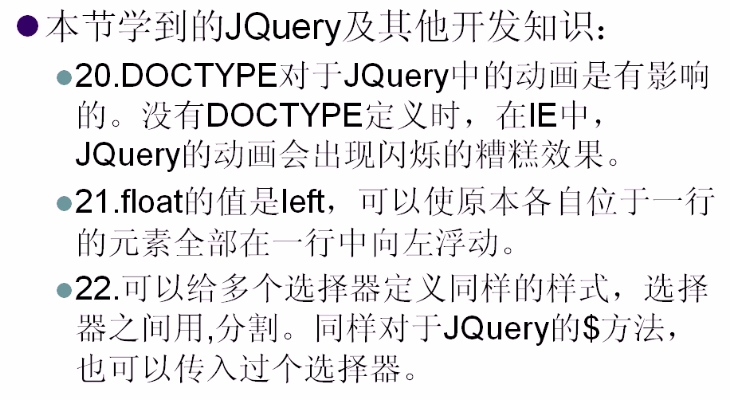 本节学到的JQuery及其他开发知识：
20.DOCTYPE对于JQuery中的动画是有影响
的。没有DOCTYPE定义时，在IE中，
JQuery的动画会出现闪烁的糟糕效果。
21.float的值是left，可以使原本各自位于一行
的元素全部在一行中向左浮动。
22.可以给多个选择器定义同样的样式，选择
器之间用,分割。同样对于JQuery的$方法，
也可以传入过个选择器。